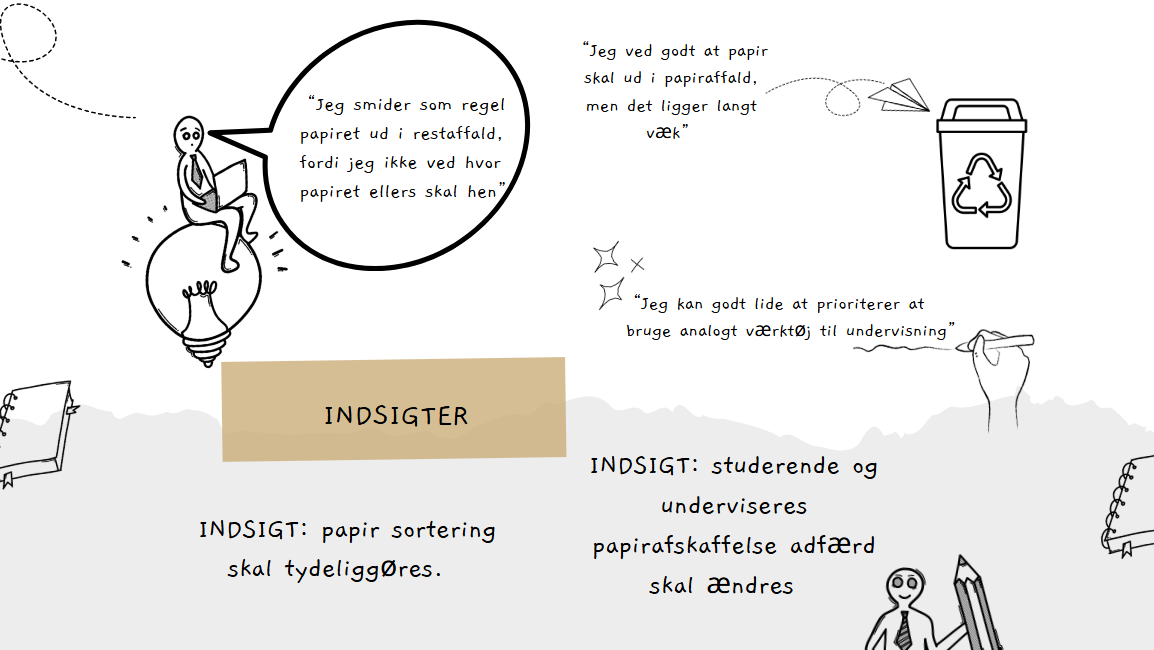 “Jeg smider som regel
papiret ud i restaffald,
fordi jeg ikke ved hvor
papiret ellers skal hen”
“Jeg ved godt at papir
skal ud i papiraffald,
men det ligger langt
væk”
“Jeg kan godt lide at prioriterer at
bruge analogt værktøj til undervisning”
INDSIGTER
INDSIGT: papir sortering
skal tydeliggøres.
INDSIGT: studerende og
underviseres
papirafskaffelse adfærd
skal ændres